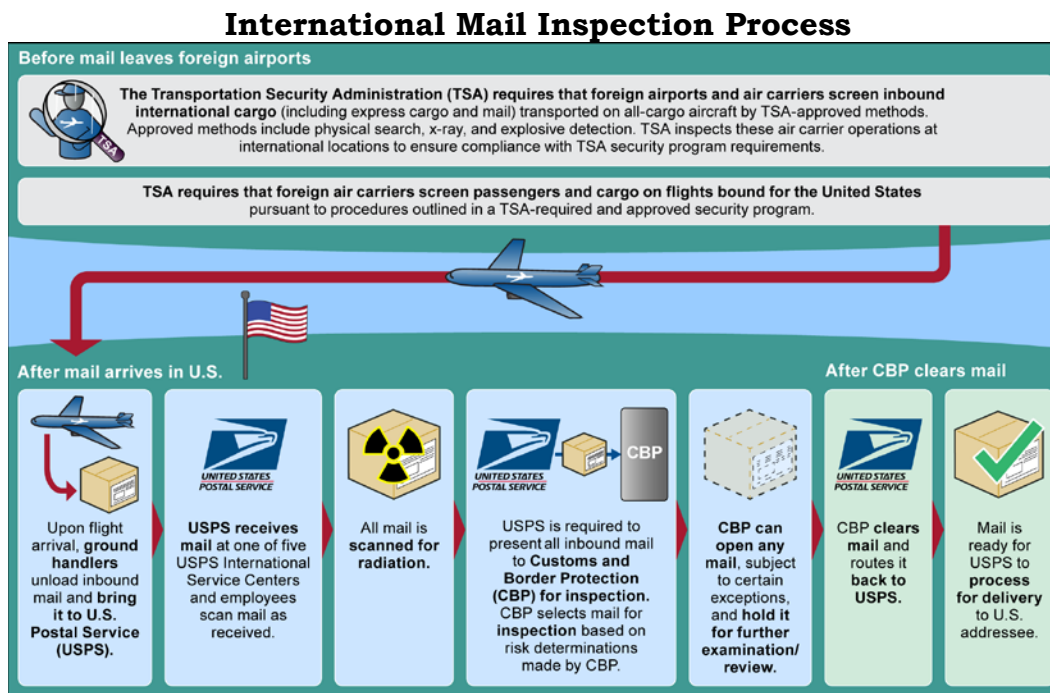 International Mail Inspection Process
Before mail leaves foreign airports
The Transportation Security Administration (TSA) requires that foreign airports and air carriers screen inbound
international cargo (including express cargo and mail) transported on all-cargo aircraft by TSA-approved methods.
Approved methods include physical search, x-ray, and explosive detection. TSA inspects these air carrier operations at
international locations to ensure compliance with TSA security program requirements.
TSA
TSA requires that foreign air carriers screen passengers and cargo on flights bound for the United States
pursuant to procedures outlined in a TSA-required and approved security program.
After mail arrives in U.S.
Upon flight
arrival, ground
handlers
unload inbound
mail and bring
it to U.S.
Postal Service
(USPS).
UNITED STATES
POSTAL SERVICE
USPS receives
mail at one of five
USPS International
Service Centers
and employees
scan mail as
received.
All mail is
scanned for
radiation.
UNITED STATES
POSTAL SERVICE
CBP
USPS is required to
present all inbound mail
to Customs and
Border Protection
(CBP) for inspection.
CBP selects mail for
inspection based on
risk determinations
made by CBP.
CBP can
open any
mail, subject
to certain
exceptions,
and hold it
for further
examination/
review.
After CBP clears mail
UNITED STATES
POSTAL SERVICE
CBP clears
mail and
routes it
back to
USPS.
Mail is
ready for
USPS to
process
for delivery
to U.S.
addressee.